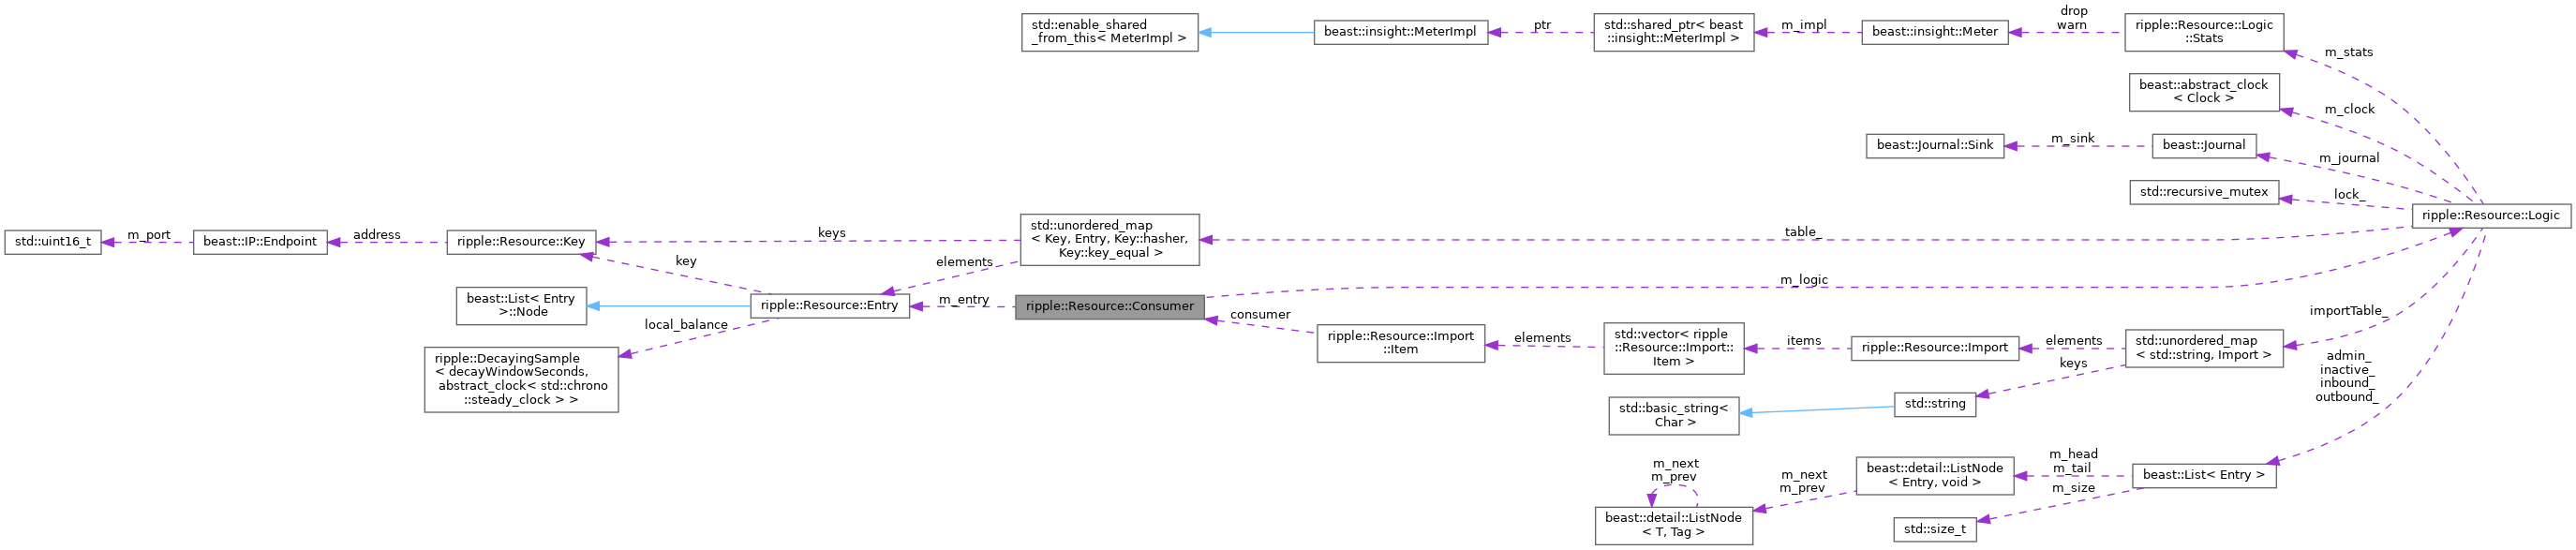 std::enable_shared
_from_this< MeterImpl >
beast::insight::MeterImpl
ptr
std::shared_ptr< beast
::insight::MeterImpl >
m_impl
beast::insight::Meter
drop
warn
ripple::Resource::Logic
::Stats
m_stats
beast::abstract_clock
< Clock >
m_clock
beast::Journal::Sink
m_sink
beast::Journal
m_journal
std::recursive_mutex
lock_
ripple::Resource::Logic
std::uint16_t
m_port
beast::IP::Endpoint
address
ripple::Resource::Key
keys
std::unordered_map
< Key, Entry, Key::hasher,
Key::key_equal >
table_
key
elements
beast::List< Entry
>::Node
ripple::Resource::Entry
m_entry
ripple::Resource::Consumer
m_logic
local_balance
ripple::DecayingSample
< decayWindowSeconds,
abstract_clock< std::chrono
::steady_clock > >
consumer
ripple::Resource::Import
::Item
elements
std::vector< ripple
::Resource::Import::
Item >
items
ripple::Resource::Import
elements
std::unordered_map
< std::string, Import >
importTable_
keys
std::basic_string<
Char >
std::string
admin_
inactive_
inbound_
outbound_
m_next
m_prev
beast::detail::ListNode
< T, Tag >
m_next
m_prev
beast::detail::ListNode
< Entry, void >
m_head
m_tail
beast::List< Entry >
m_size
std::size_t